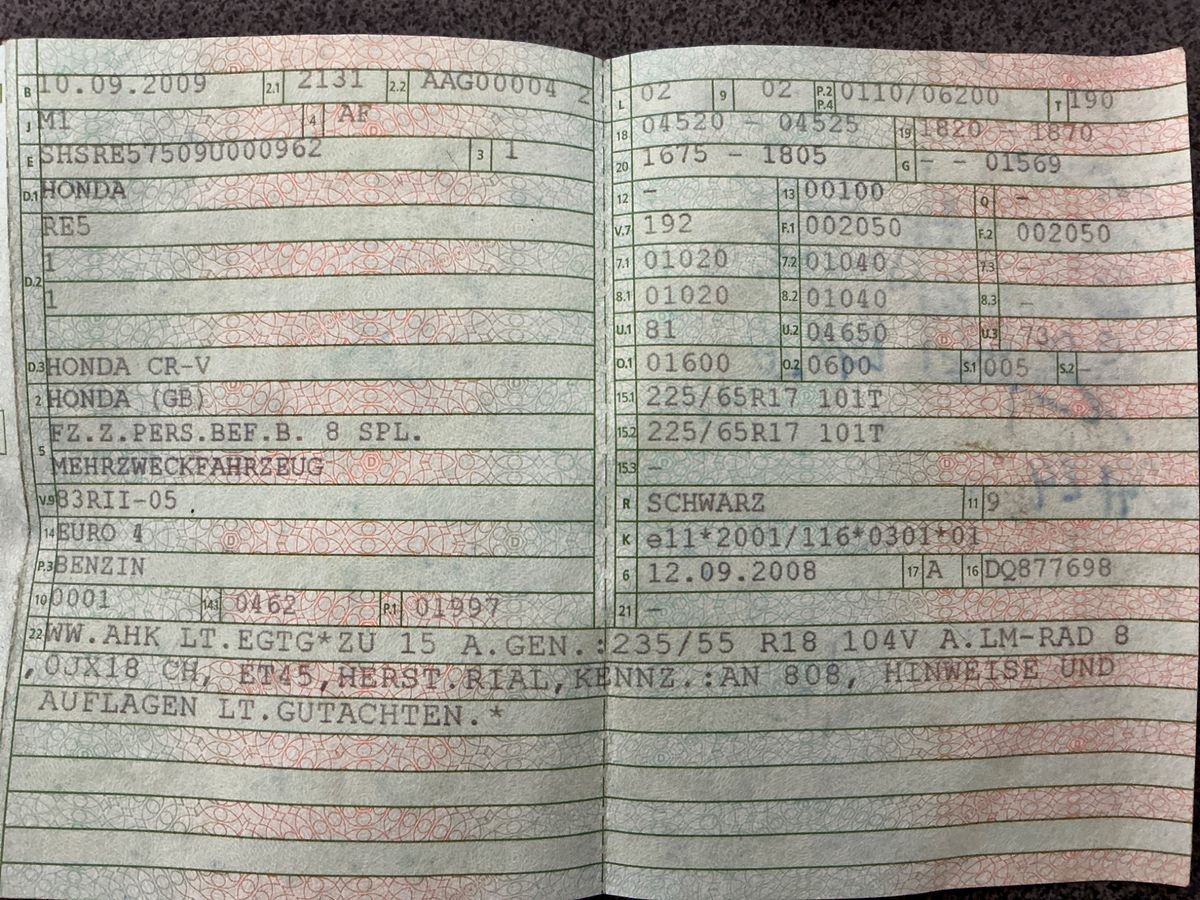 B 10.09.2009 2.1 2131 2.2 AAG00004 2
J M1 4 AF
E SHSRE57509U000962 3 1
D.1 HONDA
RE5
D.2 1
1
D.3 HONDA CR-V
2 HONDA (GB)
5 FZ.Z.PERS.BEF.B. 8 SPL.
MEHRZWECKFAHRZEUG
V.9 83RII-05
14 EURO 4
P.3 BENZIN
10 0001 14.1 0462 P.1 01997
L 02 9 02 P.2 P.4 0110/06200 T 190
18 04520 - 04525 19 1820 - 1870
20 1675 - 1805 G - - 01569
12 - 13 00100 Q -
V.7 192 F.1 002050 F.2 002050
7.1 01020 7.2 01040 7.3 -
8.1 01020 8.2 01040 8.3 -
U.1 81 U.2 04650 U.3 73
O.1 01600 O.2 0600 S.1 005 S.2 -
15.1 225/65R17 101T
15.2 225/65R17 101T
15.3 -
R SCHWARZ 11 9
K e11*2001/116*0301*01
6 12.09.2008 17 A 16 DQ877698
21 -
22 WW.AHK LT.EGTG*ZU 15 A.GEN.:235/55 R18 104V A.LM-RAD 8
,0JX18 CH, ET45,HERST.RIAL,KENNZ.:AN 808, HINWEISE UND
AUFLAGEN LT.GUTACHTEN.*